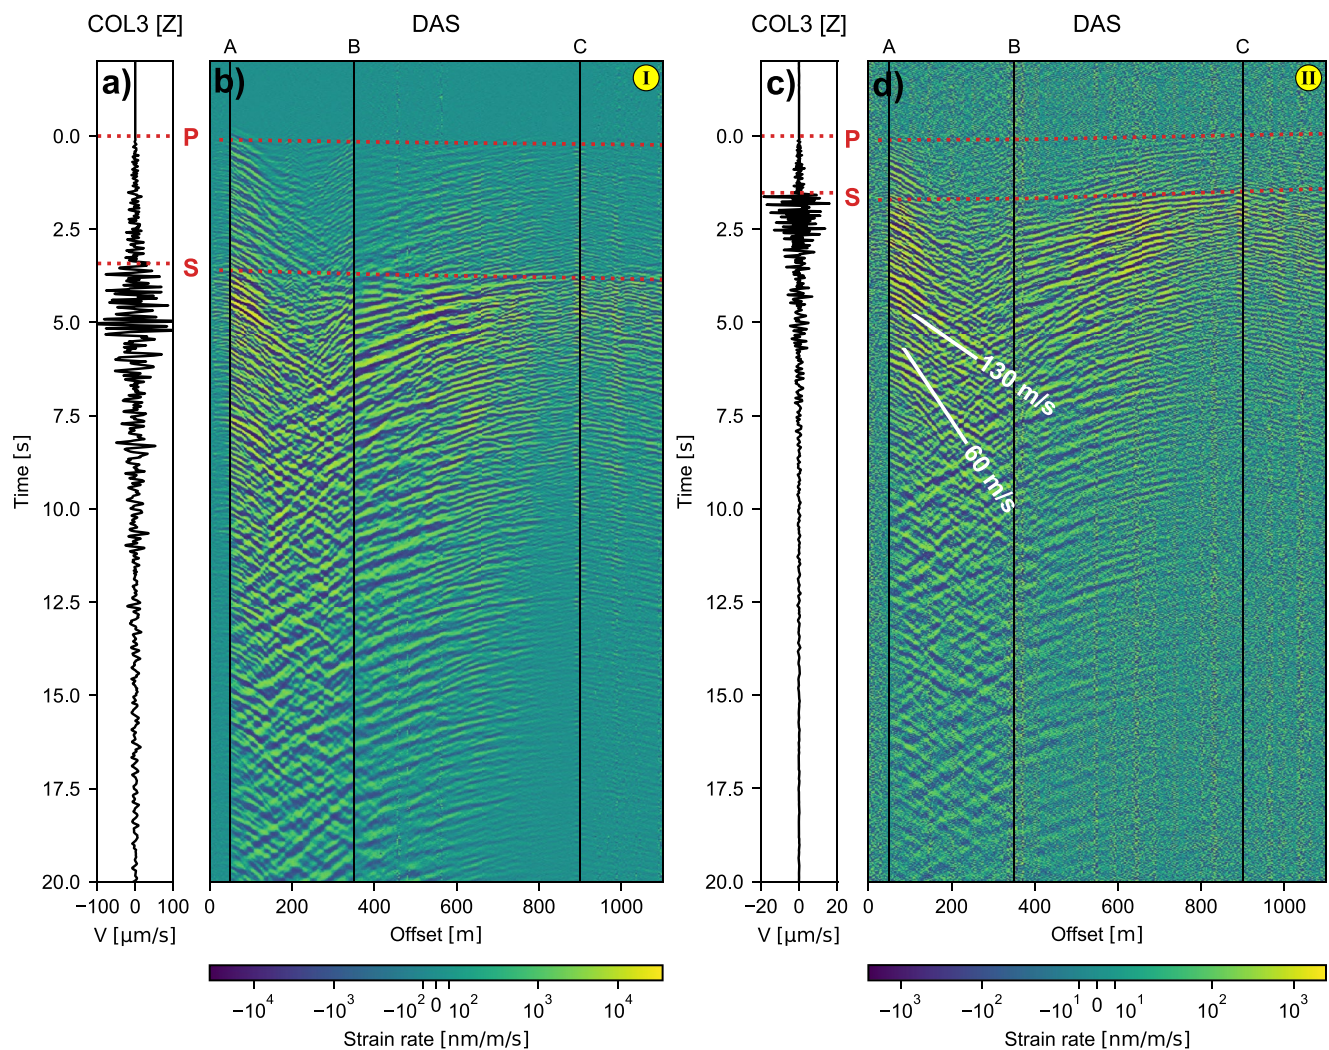 COL3 [Z]
DAS
COL3 [Z]
DAS
A
B
C
A
B
C
a)
b)
I
c)
d)
II
0.0
2.5
5.0
7.5
10.0
12.5
15.0
17.5
20.0
Time [s]
P
S
0.0
2.5
5.0
7.5
10.0
12.5
15.0
17.5
20.0
Time [s]
P
S
130 m/s
60 m/s
−100 0 100
V [μm/s]
0 200 400 600 800 1000
Offset [m]
−20 0 20
V [μm/s]
0 200 400 600 800 1000
Offset [m]
−10⁴ −10³ −10² 0 10² 10³ 10⁴
Strain rate [nm/m/s]
−10³ −10² −10¹ 0 10¹ 10² 10³
Strain rate [nm/m/s]